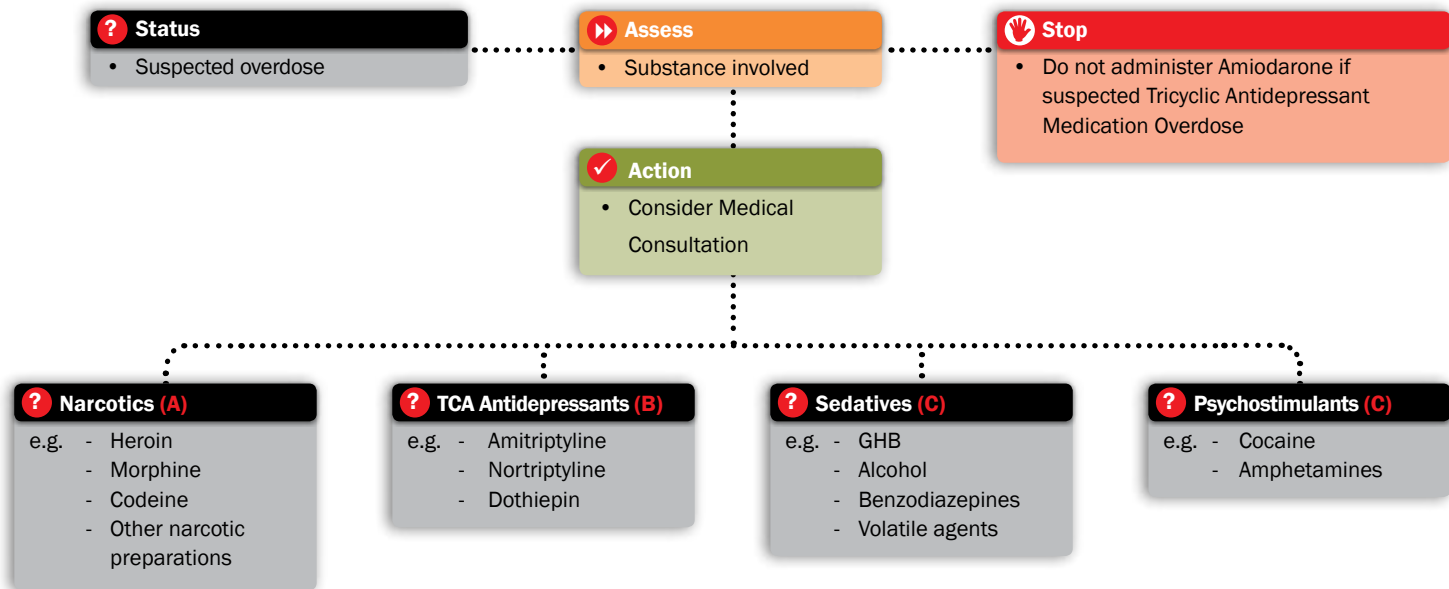 ? Status
• Suspected overdose
Assess
• Substance involved
Stop
• Do not administer Amiodarone if
suspected Tricyclic Antidepressant
Medication Overdose
Action
• Consider Medical
Consultation
? Narcotics (A)
e.g. - Heroin
- Morphine
- Codeine
- Other narcotic
preparations
? TCA Antidepressants (B)
e.g. - Amitriptyline
- Nortriptyline
- Dothiepin
? Sedatives (C)
e.g. - GHB
- Alcohol
- Benzodiazepines
- Volatile agents
? Psychostimulants (C)
e.g. - Cocaine
- Amphetamines